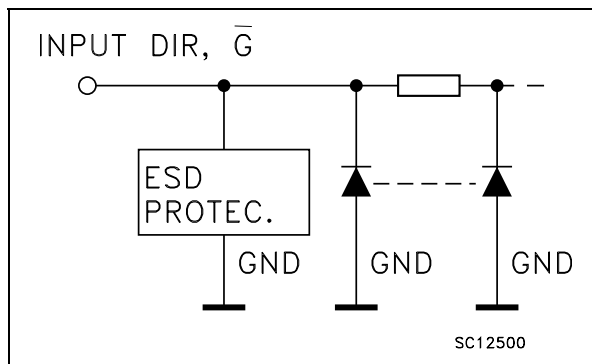 INPUT DIR, G̅
ESD
PROTEC.
GND
GND
GND
SC12500